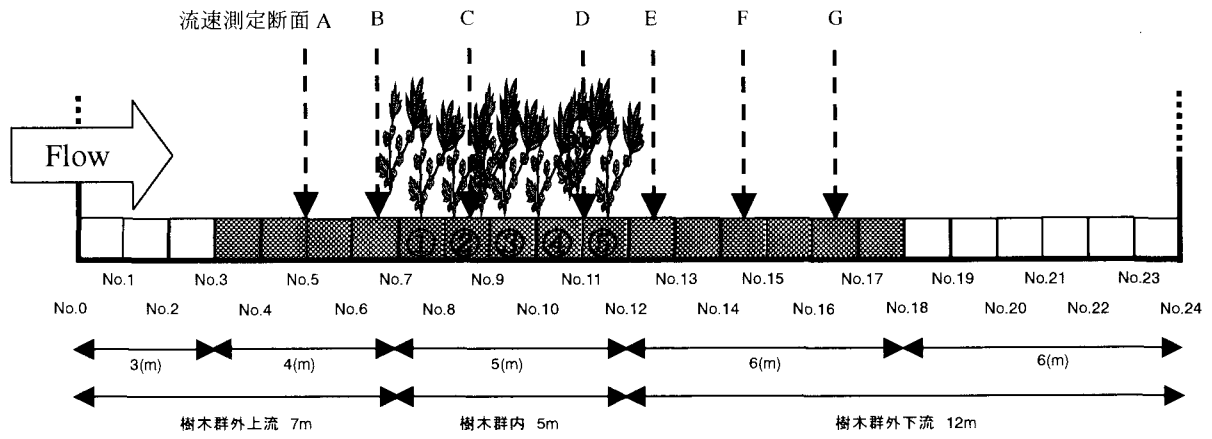 流速測定断面 A B C D E F G
Flow
① ② ③ ④ ⑤
No.1 No.3 No.5 No.7 No.9 No.11 No.13 No.15 No.17 No.19 No.21 No.23
No.0 No.2 No.4 No.6 No.8 No.10 No.12 No.14 No.16 No.18 No.20 No.22 No.24
3(m) 4(m) 5(m) 6(m) 6(m)
樹木群外上流 7m 樹木群内 5m 樹木群外下流 12m